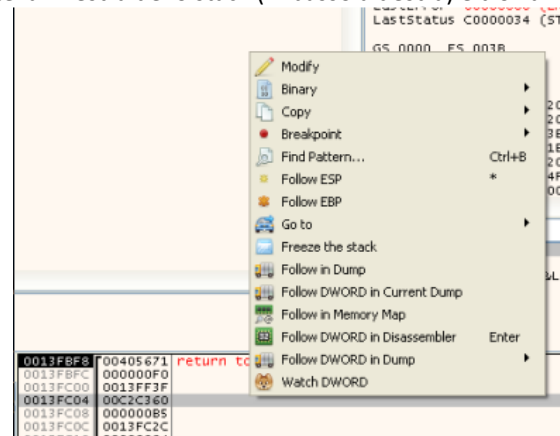 LastStatus C0000034 (ST
GS 0000 FS 003B
Modify
Binary
Copy
Breakpoint
Find Pattern... Ctrl+B
Follow ESP *
Follow EBP
Go to
Freeze the stack
Follow in Dump
Follow DWORD in Current Dump
Follow in Memory Map
Follow DWORD in Disassembler Enter
Follow DWORD in Dump
Watch DWORD
0013FBF8 00405671 return to
0013FBFC 000000F0
0013FC00 0013FF3F
0013FC04 00C2C360
0013FC08 000000B5
0013FC0C 0013FC2C